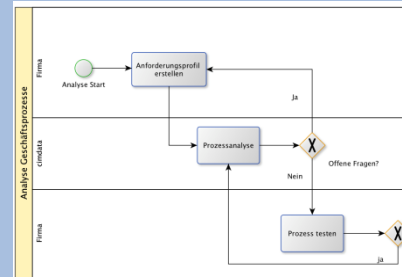 Analyse Geschäftsprozesse
Firma
Analyse Start
Anforderungsprofil
erstellen
Ja
cimdata
Prozessanalyse
X
Offene Fragen?
Nein
Firma
Prozess testen
X
Ja